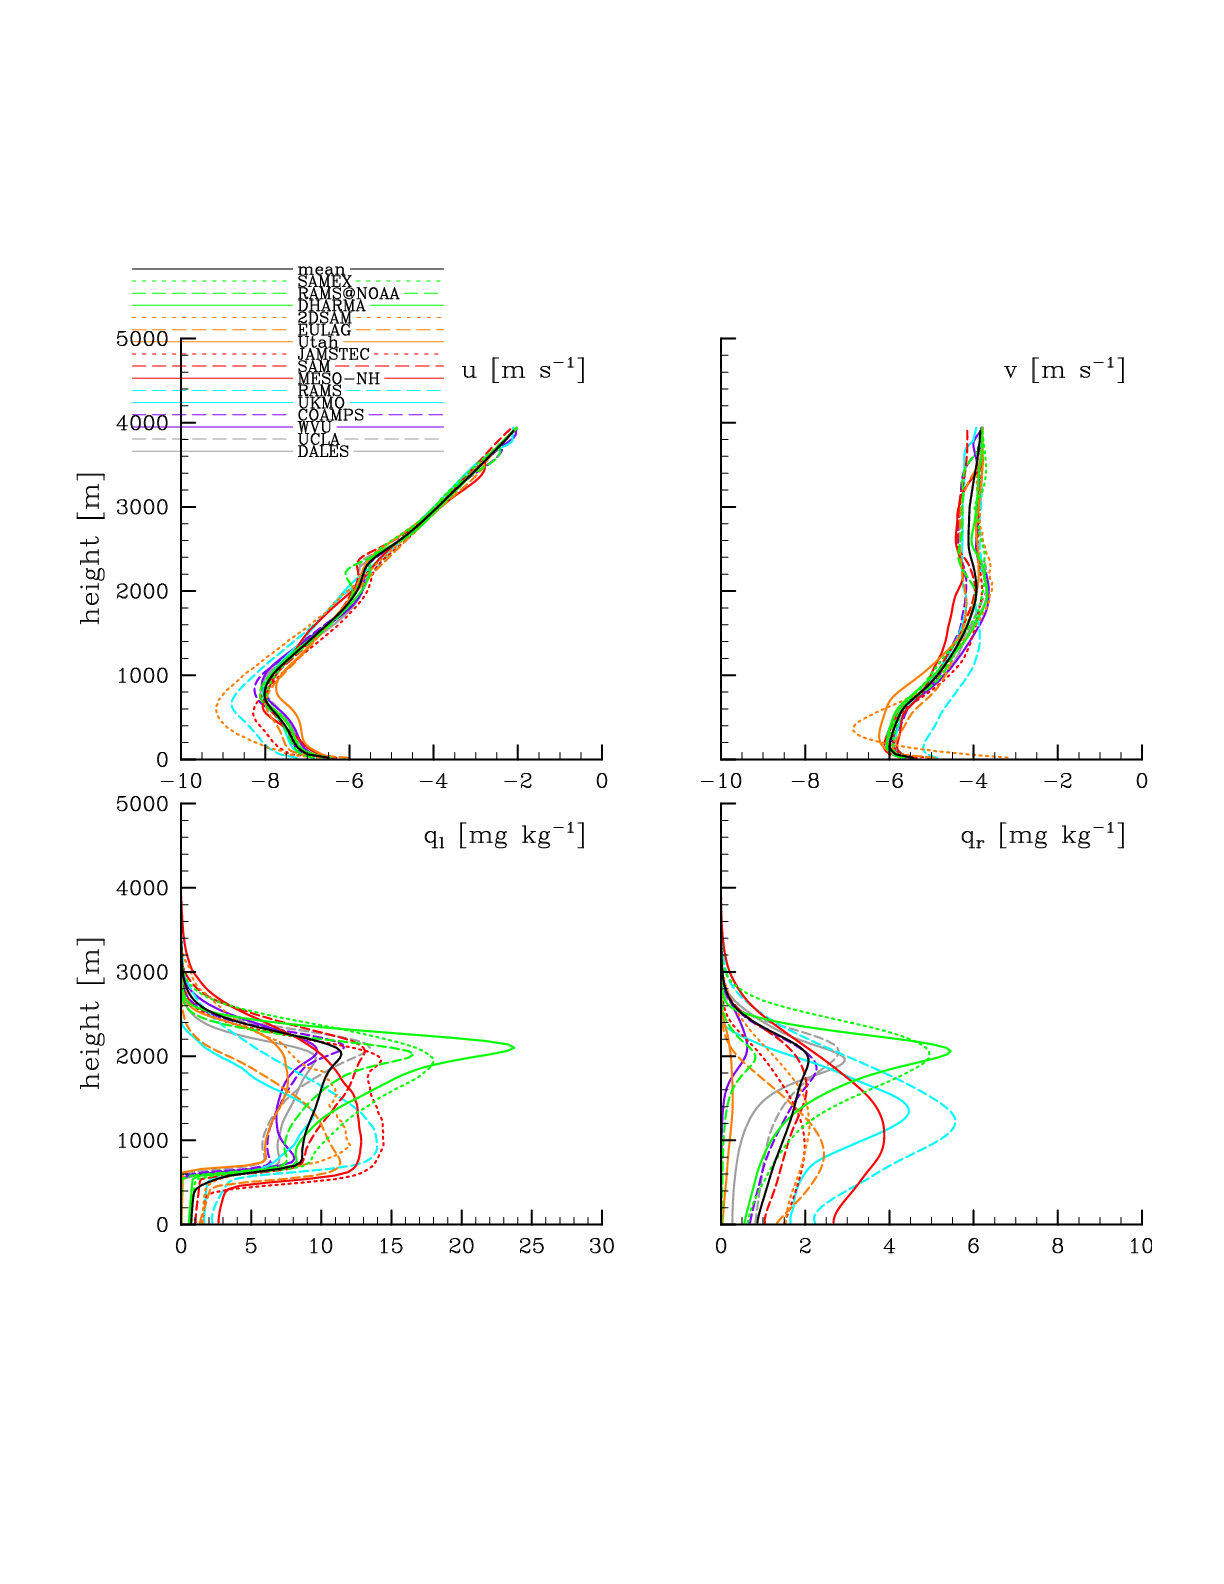 mean
SAMEX
RAMS@NOAA
DHARMA
2DSAM
EULAG
Utah
JAMSTEC
SAM
MESO-NH
RAMS
UKMO
COAMPS
WVU
UCLA
DALES
u [m s⁻¹]
height [m]
5000
4000
3000
2000
1000
0
−10 −8 −6 −4 −2 0
v [m s⁻¹]
−10 −8 −6 −4 −2 0
qₗ [mg kg⁻¹]
height [m]
5000
4000
3000
2000
1000
0
0 5 10 15 20 25 30
qᵣ [mg kg⁻¹]
0 2 4 6 8 10